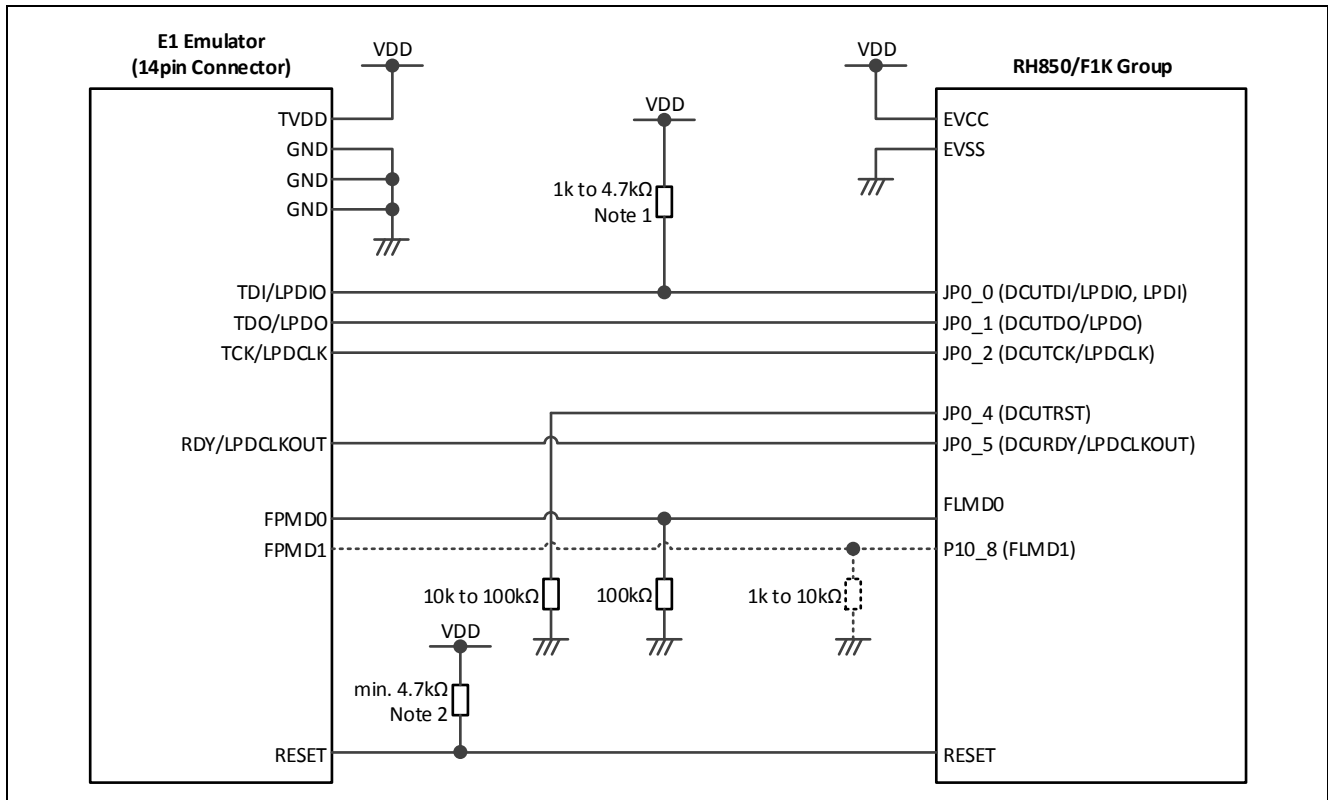 E1 Emulator
(14pin Connector)
VDD
VDD
RH850/F1K Group
TVDD
GND
GND
GND
VDD
EVCC
EVSS
1k to 4.7kΩ
Note 1
TDI/LPDIO
TDO/LPDO
TCK/LPDCLK
JP0_0 (DCUTDI/LPDIO, LPDI)
JP0_1 (DCUTDO/LPDO)
JP0_2 (DCUTCK/LPDCLK)
JP0_4 (DCUTRST)
RDY/LPDCLKOUT
JP0_5 (DCURDY/LPDCLKOUT)
FPMD0
FLMD0
FPMD1
P10_8 (FLMD1)
10k to 100kΩ
100kΩ
1k to 10kΩ
VDD
min. 4.7kΩ
Note 2
RESET
RESET